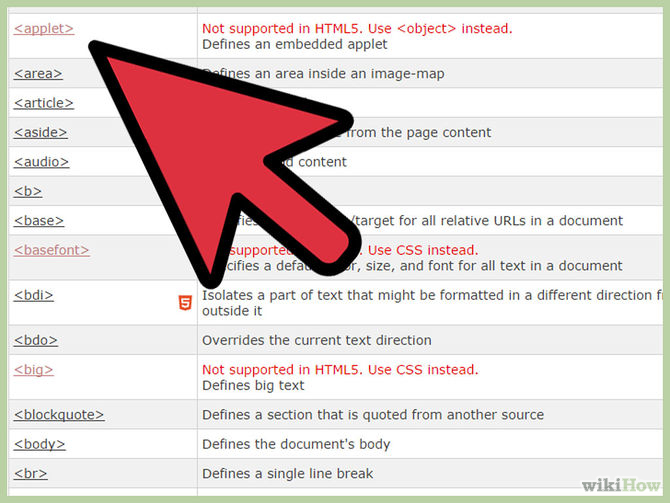 <applet>
Not supported in HTML5. Use <object> instead.
Defines an embedded applet
<area>
Defines an area inside an image-map
<article>
<aside>
from the page content
<audio>
content
<b>
<base>
/target for all relative URLs in a document
<basefont>
supported in HTML5. Use CSS instead.
a size, and font for all text in a document
<bdi>
5
Isolates a part of text that might be formatted in a different direction
outside it
<bdo>
Overrides the current text direction
<big>
Not supported in HTML5. Use CSS instead.
Defines big text
<blockquote>
Defines a section that is quoted from another source
<body>
Defines the document's body
<br>
Defines a single line break
wikiHow